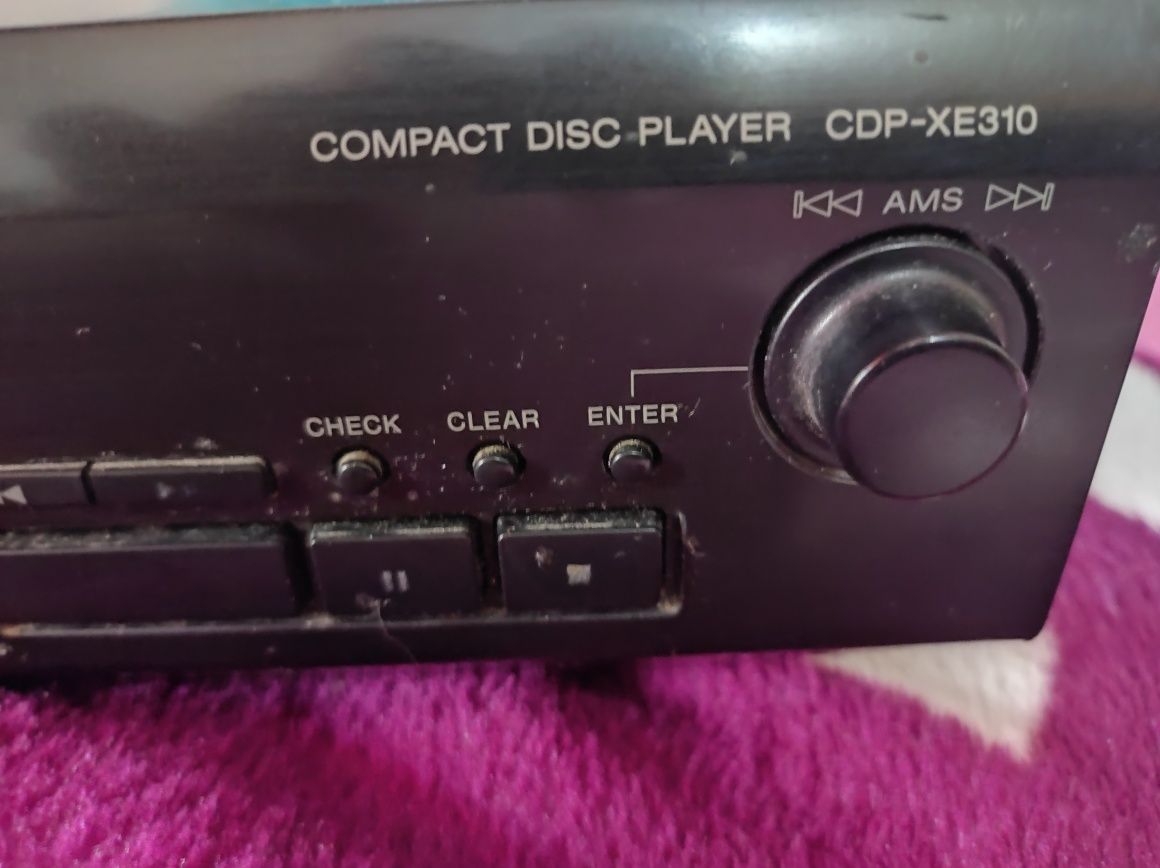 COMPACT DISC PLAYER CDP-XE310
AMS
CHECK CLEAR ENTER